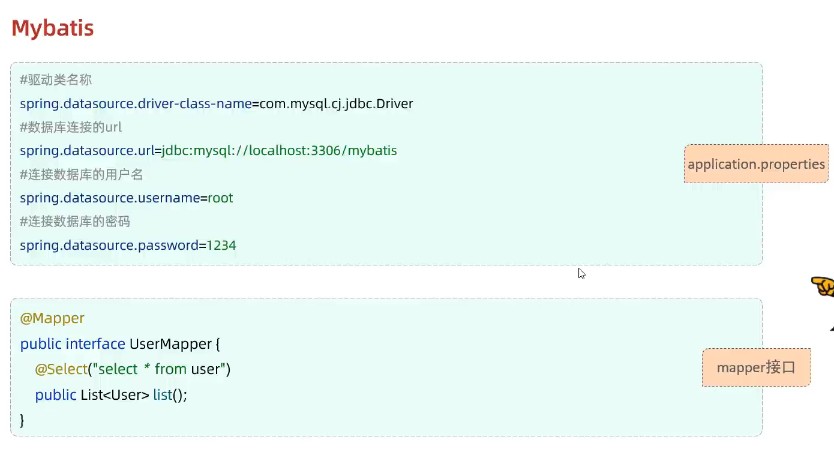 Mybatis
#驱动类名称
spring.datasource.driver-class-name=com.mysql.cj.jdbc.Driver
#数据库连接的url
spring.datasource.url=jdbc:mysql://localhost:3306/mybatis
#连接数据库的用户名
spring.datasource.username=root
#连接数据库的密码
spring.datasource.password=1234
application.properties
@Mapper
public interface UserMapper {
@Select("select * from user")
public List<User> list();
}
mapper接口